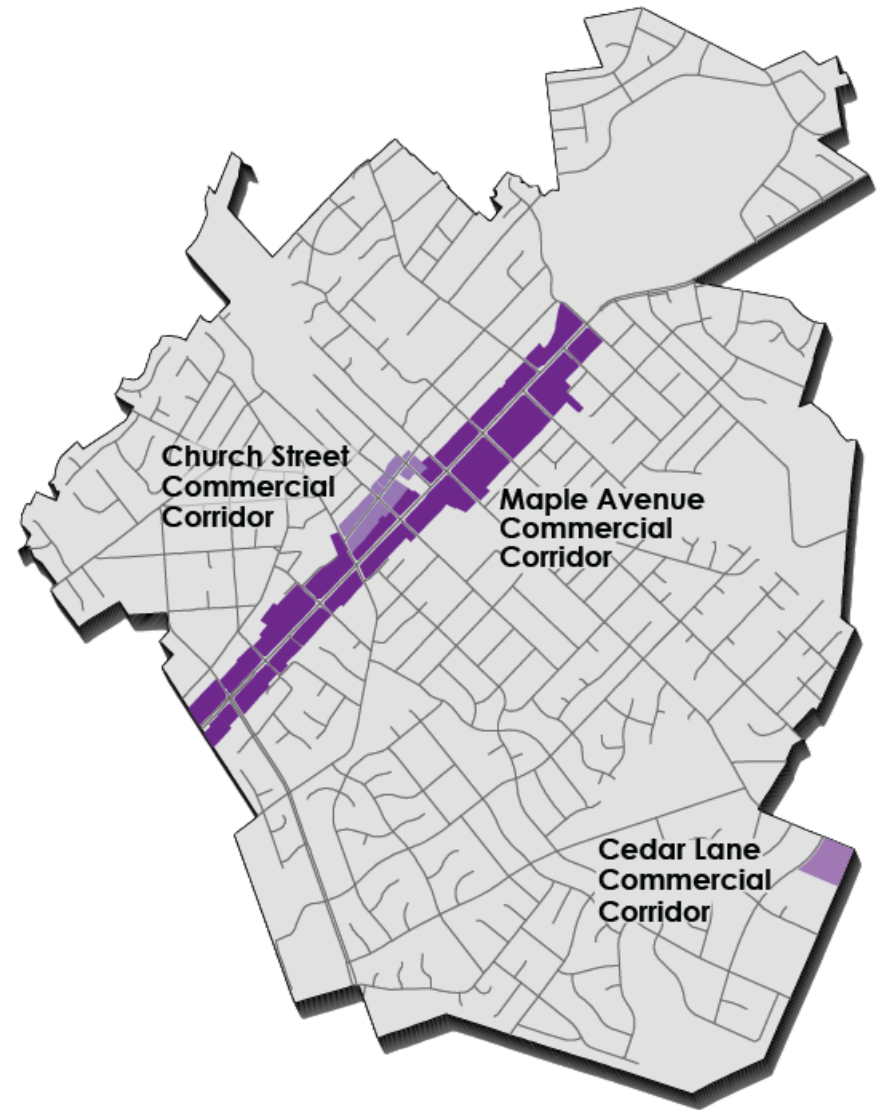 Church Street
Commercial
Corridor
Maple Avenue
Commercial
Corridor
Cedar Lane
Commercial
Corridor